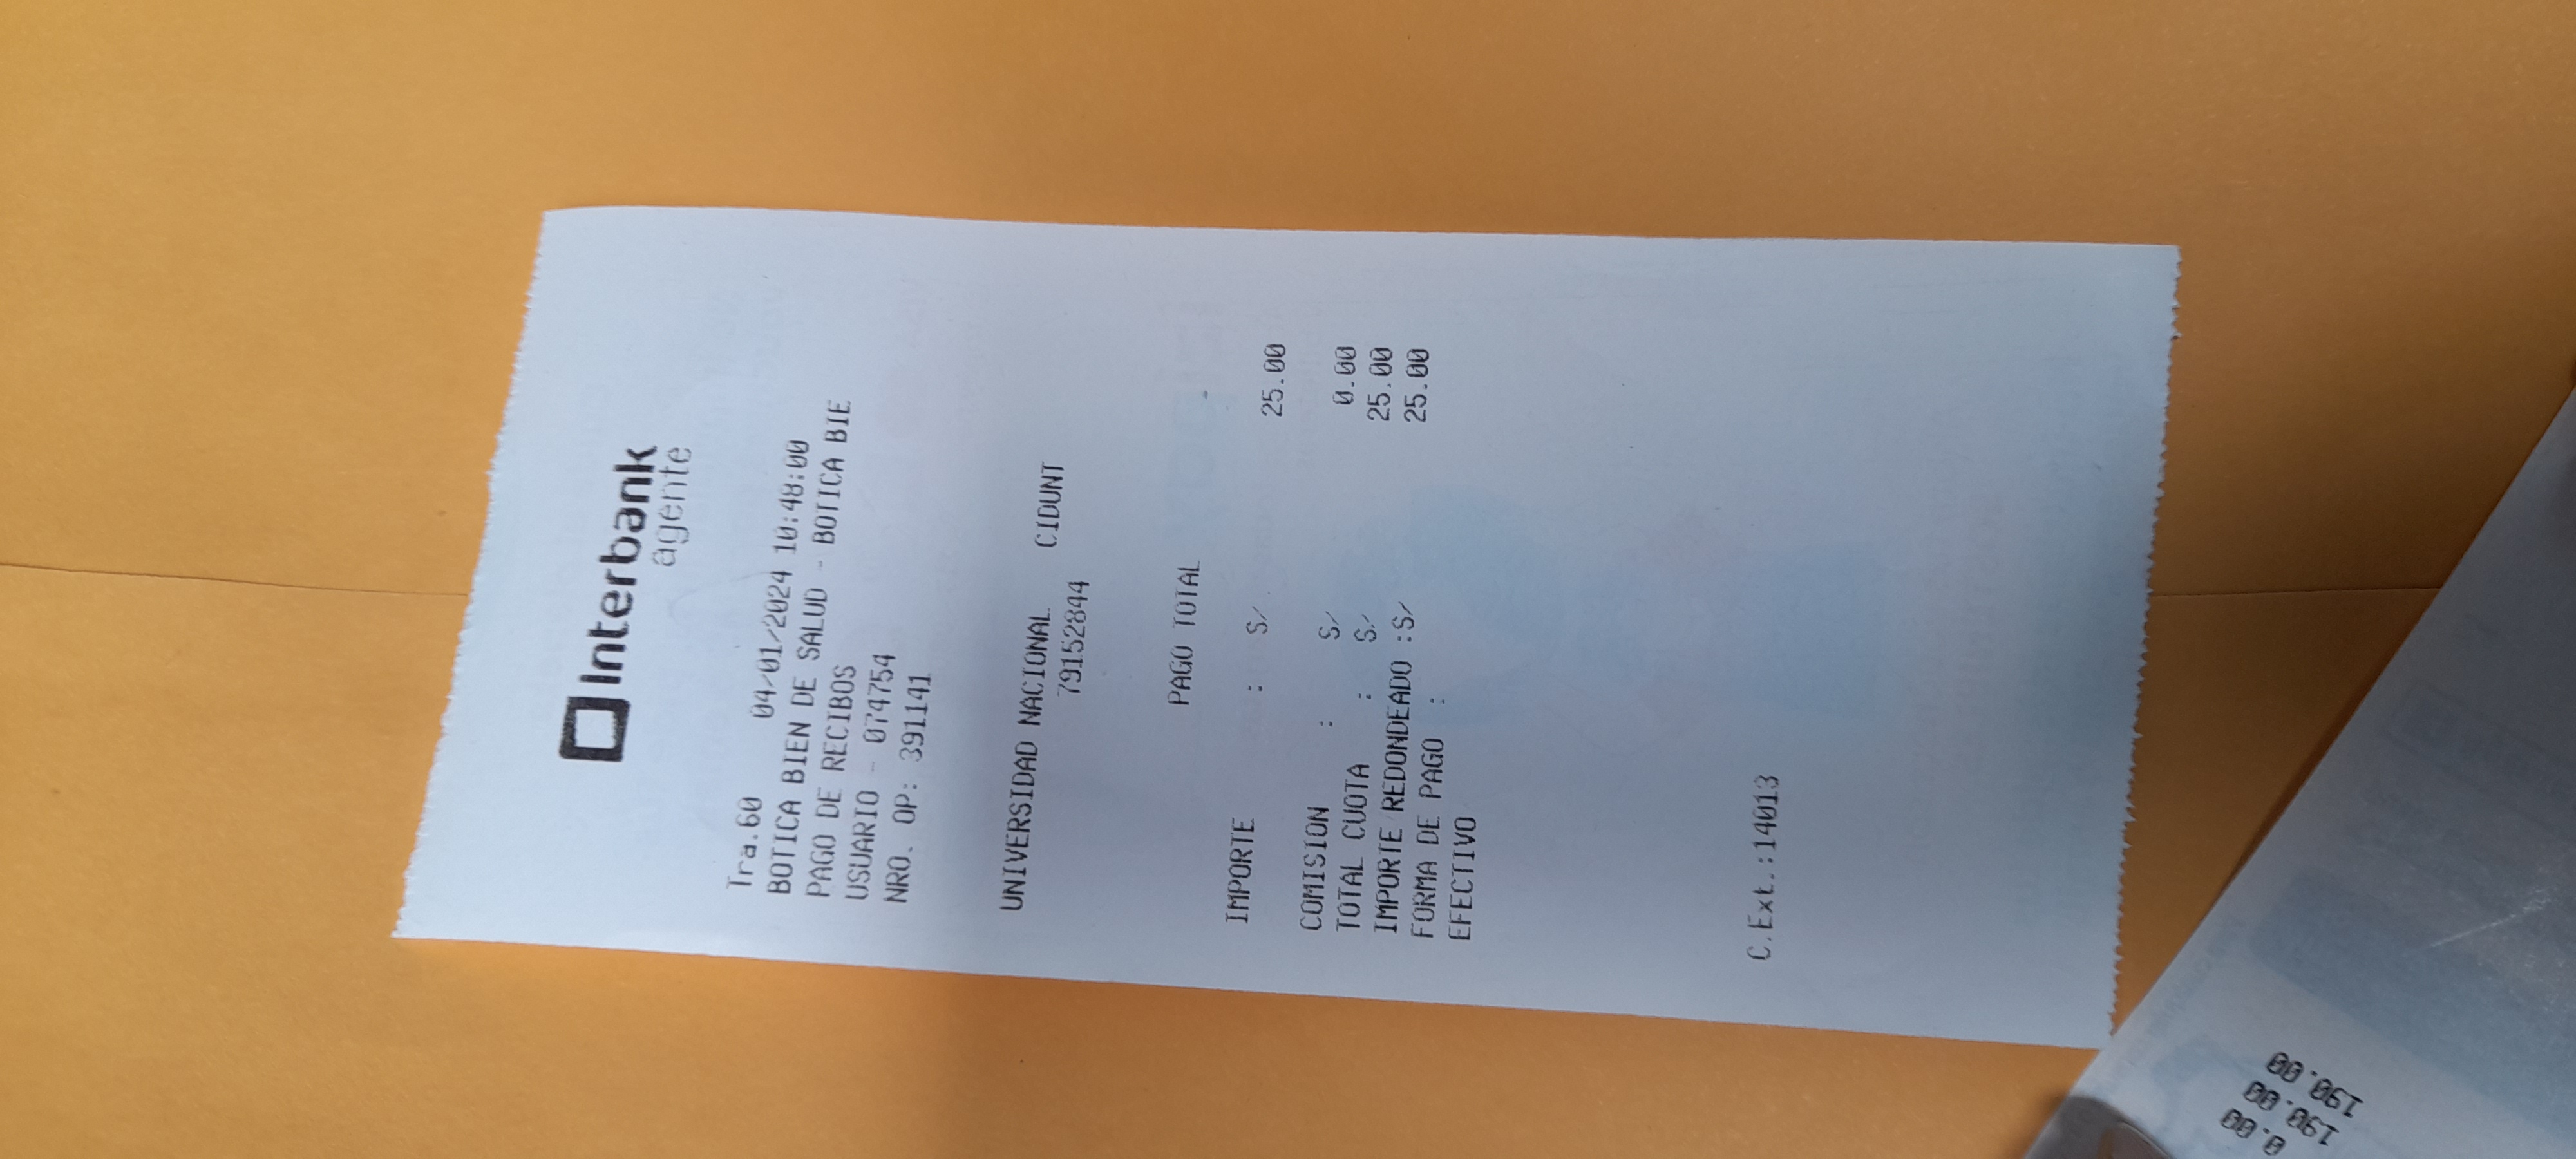 Interbank
agente
Tra.60 04/01/2024 10:48:00
BOTICA BIEN DE SALUD - BOTICA BIE
PAGO DE RECIBOS
USUARIO - 074754
NRO. OP: 391141
UNIVERSIDAD NACIONAL CIDUNT
79152844
PAGO TOTAL
IMPORTE : S/ 25.00
COMISION : S/ 0.00
TOTAL CUOTA : S/ 25.00
IMPORTE REDONDEADO :S/ 25.00
FORMA DE PAGO :
EFECTIVO
C.Ext.:14013
0.00
190.00
190.00